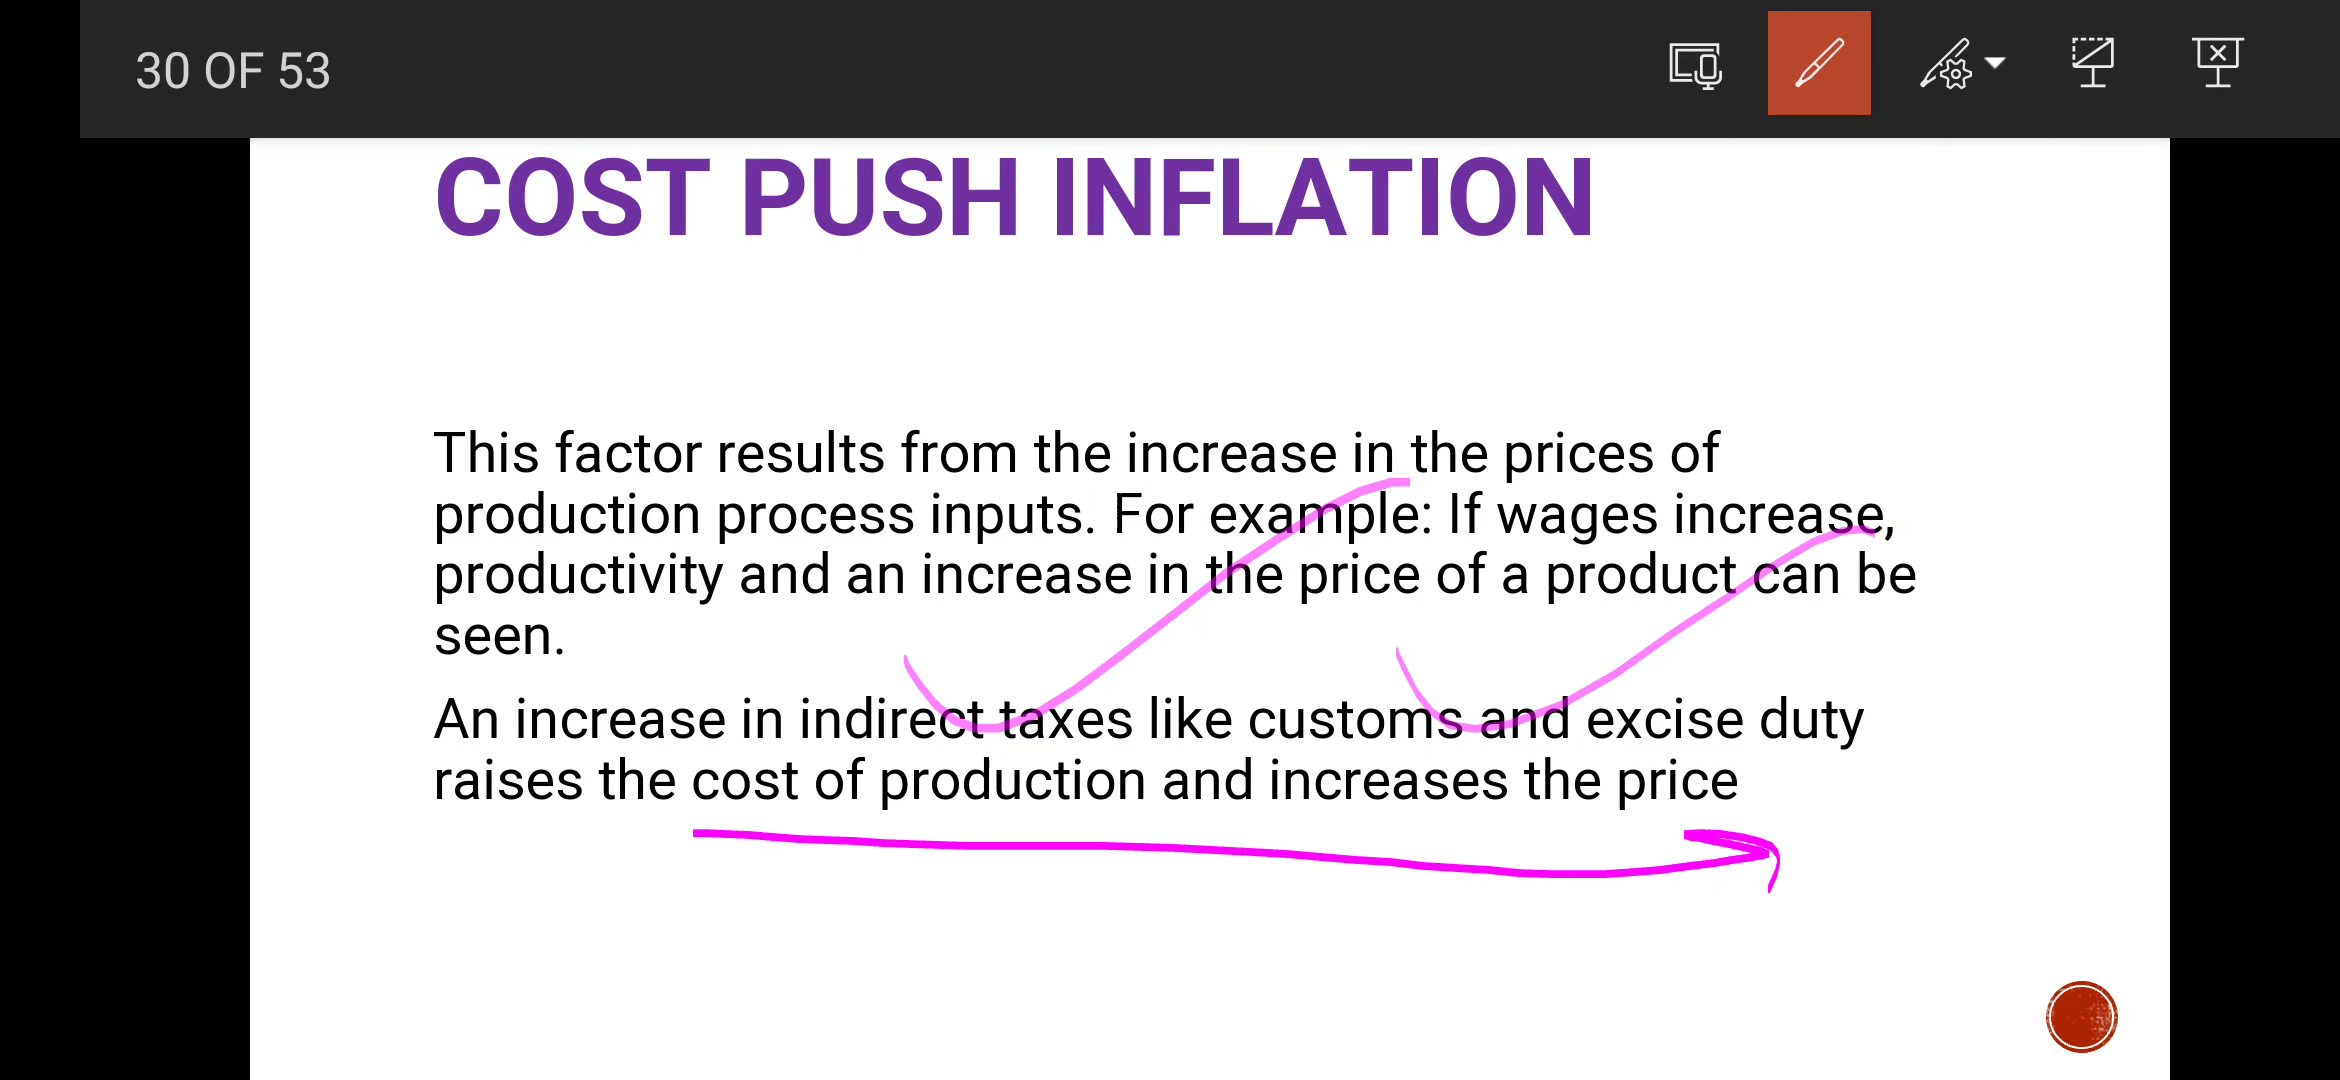 30 OF 53
COST PUSH INFLATION
This factor results from the increase in the prices of
production process inputs. For example: If wages increase,
productivity and an increase in the price of a product can be
seen.
An increase in indirect taxes like customs and excise duty
raises the cost of production and increases the price